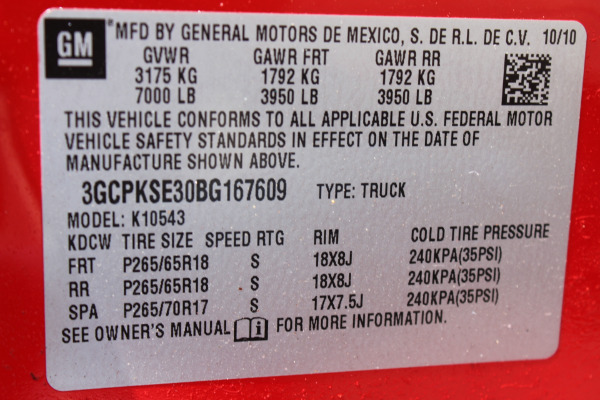 GM
"MFD BY GENERAL MOTORS DE MEXICO, S. DE R.L. DE C.V. 10/10
GVWR GAWR FRT GAWR RR
3175 KG 1792 KG 1792 KG
7000 LB 3950 LB 3950 LB
THIS VEHICLE CONFORMS TO ALL APPLICABLE U.S. FEDERAL MOTOR
VEHICLE SAFETY STANDARDS IN EFFECT ON THE DATE OF
MANUFACTURE SHOWN ABOVE.
3GCPKSE30BG167609 TYPE: TRUCK
MODEL: K10543
KDCW TIRE SIZE SPEED RTG RIM COLD TIRE PRESSURE
FRT P265/65R18 S 18X8J 240KPA(35PSI)
RR P265/65R18 S 18X8J 240KPA(35PSI)
SPA P265/70R17 S 17X7.5J 240KPA(35PSI)
SEE OWNER'S MANUAL i FOR MORE INFORMATION.